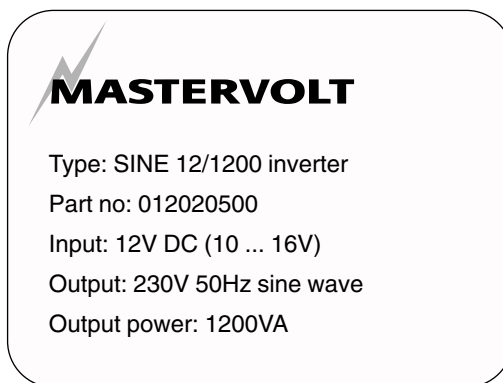 MASTERVOLT
Type: SINE 12/1200 inverter
Part no: 012020500
Input: 12V DC (10 ... 16V)
Output: 230V 50Hz sine wave
Output power: 1200VA